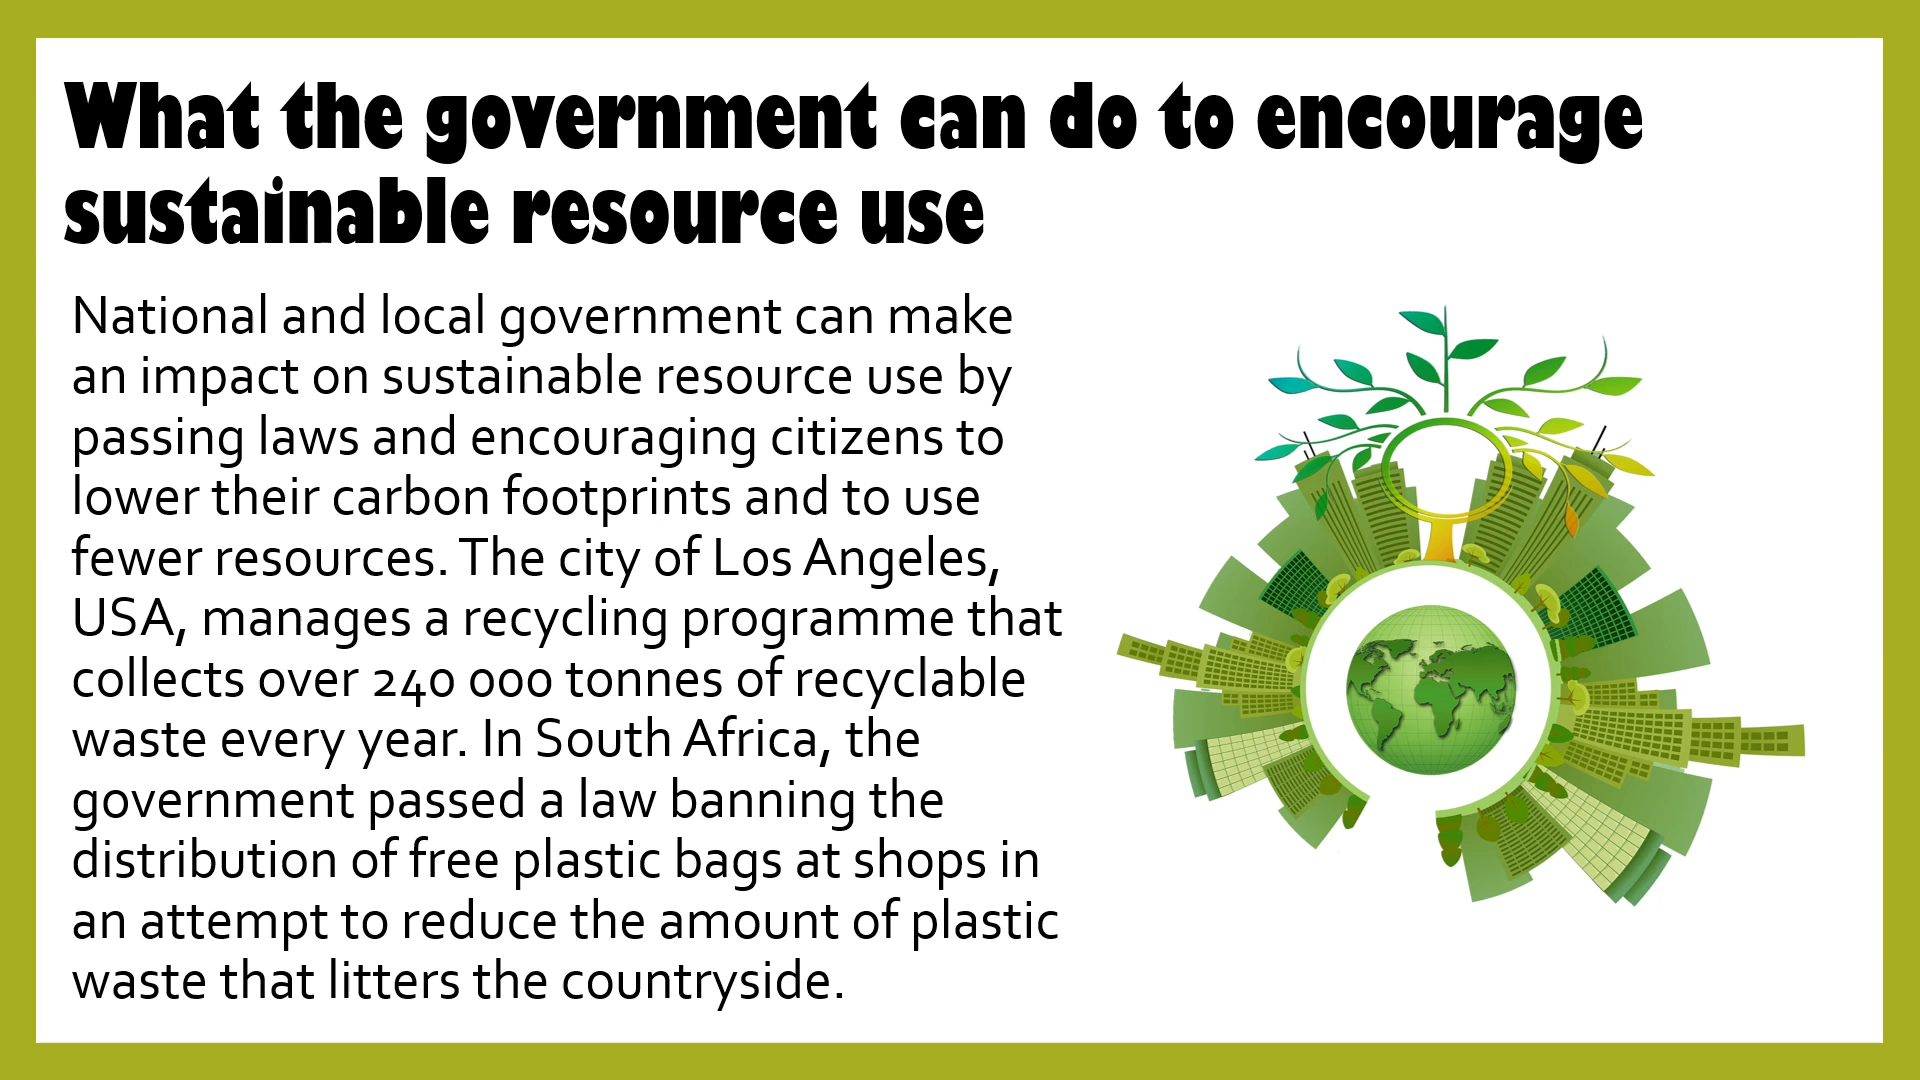 What the government can do to encourage
sustainable resource use
National and local government can make
an impact on sustainable resource use by
passing laws and encouraging citizens to
lower their carbon footprints and to use
fewer resources. The city of Los Angeles,
USA, manages a recycling programme that
collects over 240 000 tonnes of recyclable
waste every year. In South Africa, the
government passed a law banning the
distribution of free plastic bags at shops in
an attempt to reduce the amount of plastic
waste that litters the countryside.